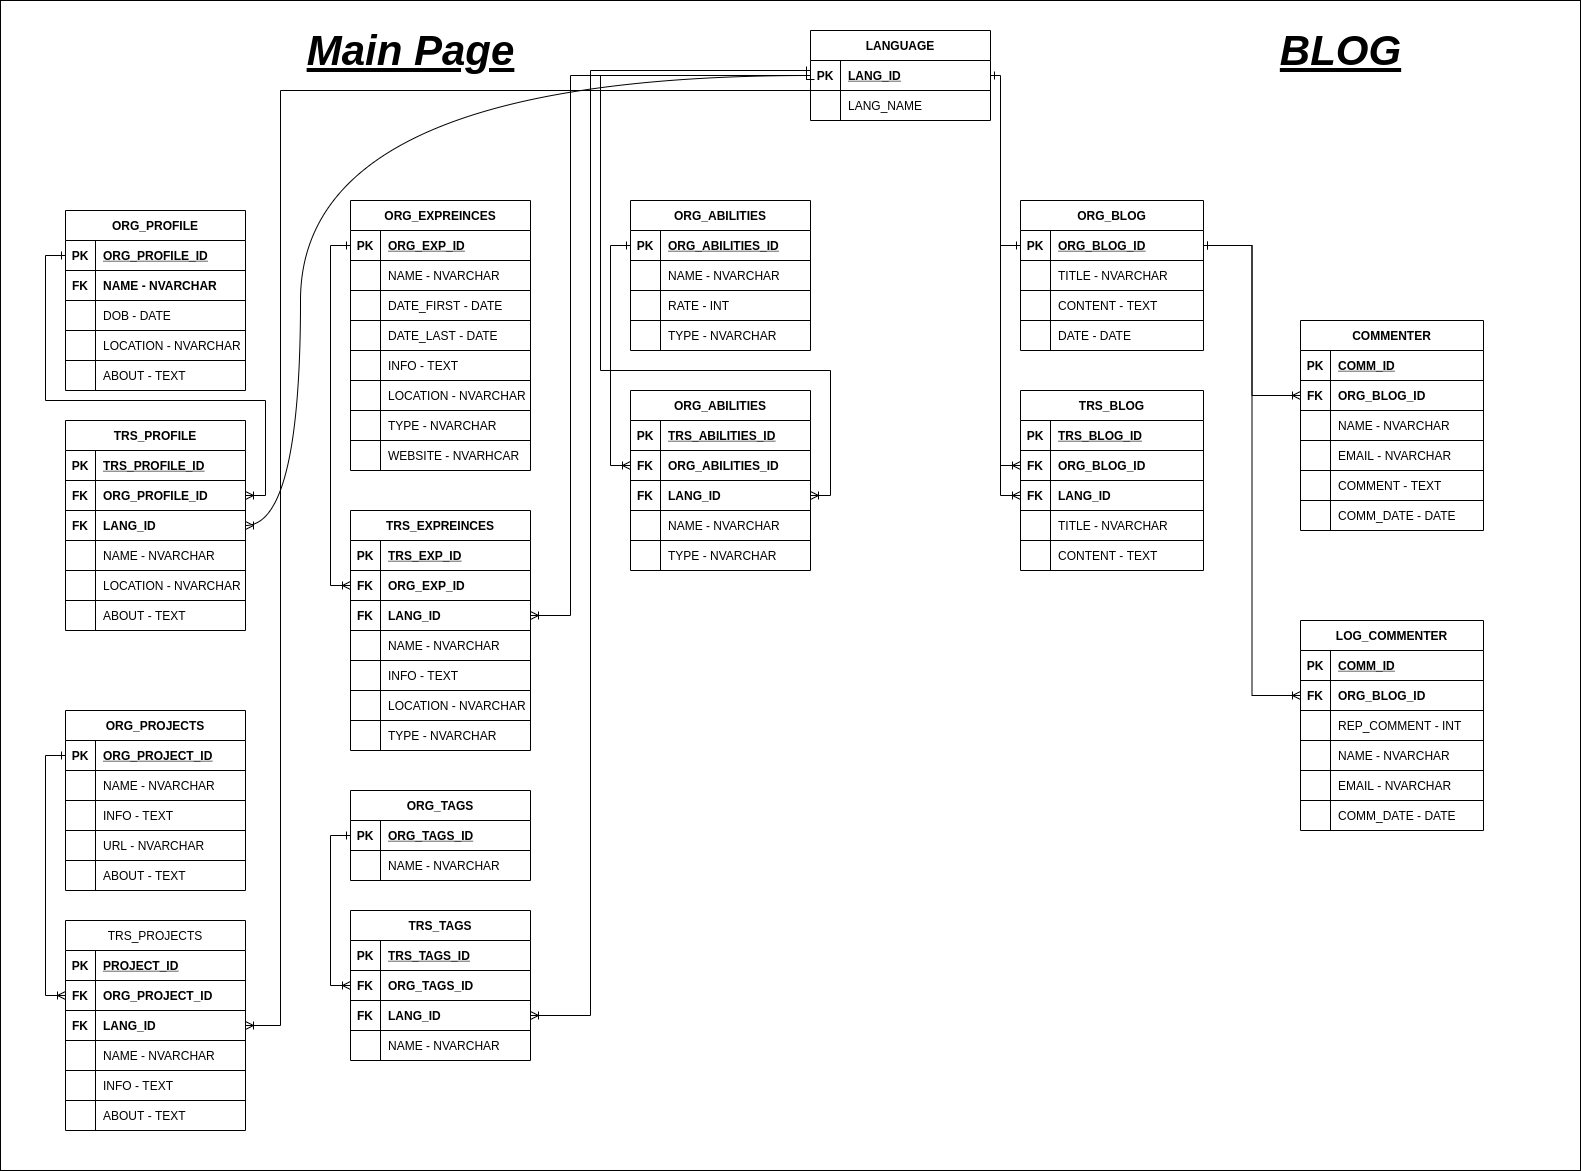 Main Page
BLOG
LANGUAGE
PK LANG_ID
LANG_NAME
ORG_PROFILE
PK ORG_PROFILE_ID
FK NAME - NVARCHAR
DOB - DATE
LOCATION - NVARCHAR
ABOUT - TEXT
TRS_PROFILE
PK TRS_PROFILE_ID
FK ORG_PROFILE_ID
FK LANG_ID
NAME - NVARCHAR
LOCATION - NVARCHAR
ABOUT - TEXT
ORG_PROJECTS
PK ORG_PROJECT_ID
NAME - NVARCHAR
INFO - TEXT
URL - NVARCHAR
ABOUT - TEXT
TRS_PROJECTS
PK PROJECT_ID
FK ORG_PROJECT_ID
FK LANG_ID
NAME - NVARCHAR
INFO - TEXT
ABOUT - TEXT
ORG_EXPREINCES
PK ORG_EXP_ID
NAME - NVARCHAR
DATE_FIRST - DATE
DATE_LAST - DATE
INFO - TEXT
LOCATION - NVARCHAR
TYPE - NVARCHAR
WEBSITE - NVARHCAR
TRS_EXPREINCES
PK TRS_EXP_ID
FK ORG_EXP_ID
FK LANG_ID
NAME - NVARCHAR
INFO - TEXT
LOCATION - NVARCHAR
TYPE - NVARCHAR
ORG_TAGS
PK ORG_TAGS_ID
NAME - NVARCHAR
TRS_TAGS
PK TRS_TAGS_ID
FK ORG_TAGS_ID
FK LANG_ID
NAME - NVARCHAR
ORG_ABILITIES
PK ORG_ABILITIES_ID
NAME - NVARCHAR
RATE - INT
TYPE - NVARCHAR
ORG_ABILITIES
PK TRS_ABILITIES_ID
FK ORG_ABILITIES_ID
FK LANG_ID
NAME - NVARCHAR
TYPE - NVARCHAR
ORG_BLOG
PK ORG_BLOG_ID
TITLE - NVARCHAR
CONTENT - TEXT
DATE - DATE
TRS_BLOG
PK TRS_BLOG_ID
FK ORG_BLOG_ID
FK LANG_ID
TITLE - NVARCHAR
CONTENT - TEXT
COMMENTER
PK COMM_ID
FK ORG_BLOG_ID
NAME - NVARCHAR
EMAIL - NVARCHAR
COMMENT - TEXT
COMM_DATE - DATE
LOG_COMMENTER
PK COMM_ID
FK ORG_BLOG_ID
REP_COMMENT - INT
NAME - NVARCHAR
EMAIL - NVARCHAR
COMM_DATE - DATE